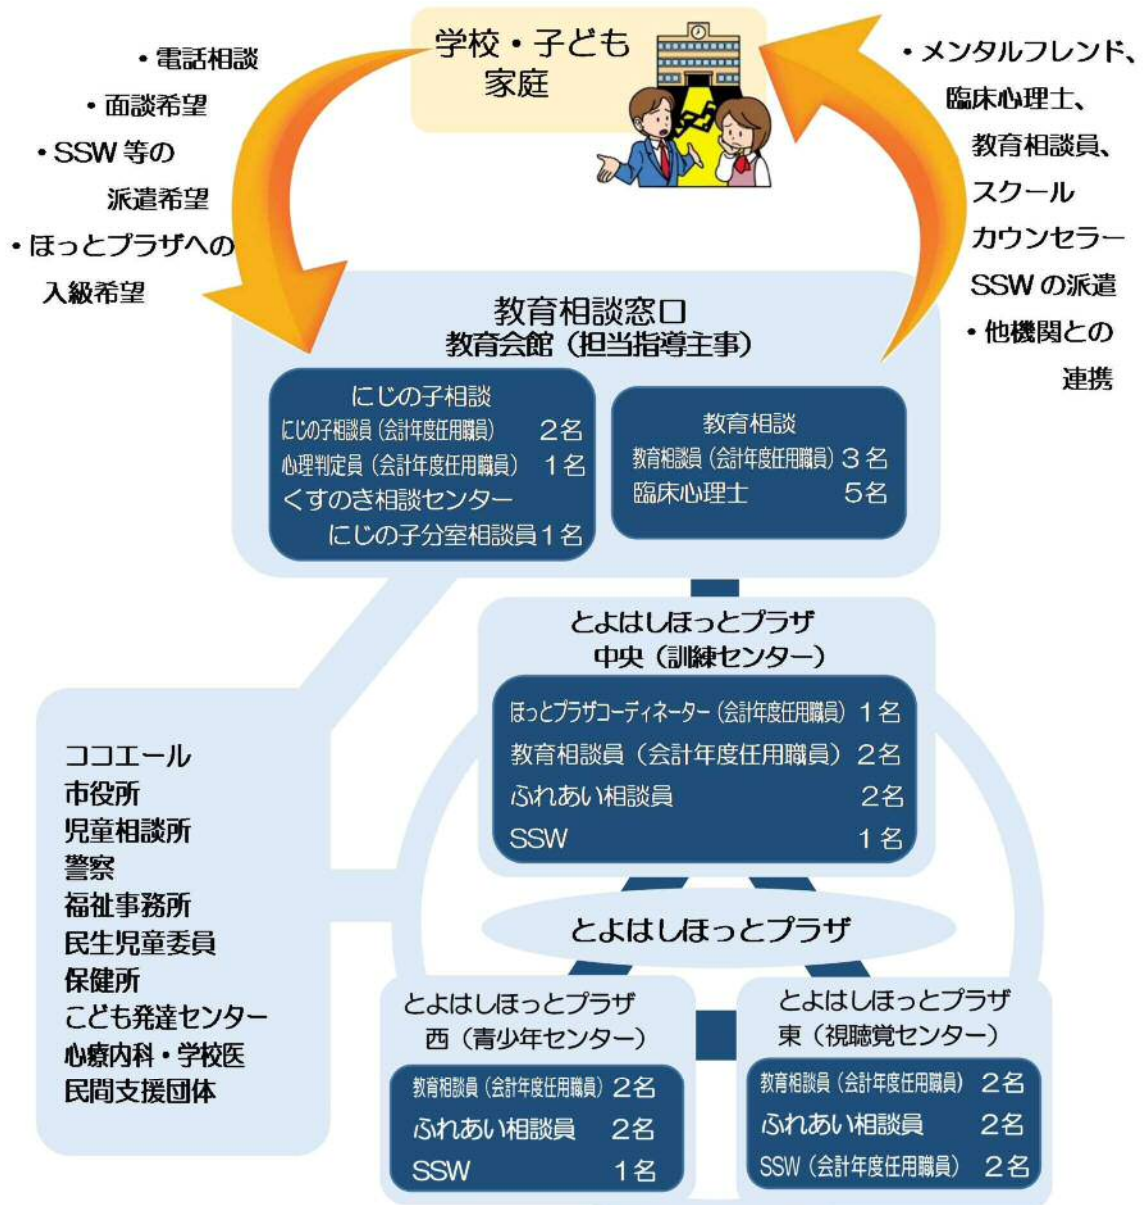 学校・子ども
家庭
・電話相談
・面談希望
・SSW 等の
派遣希望
・ほっとプラザへの
入級希望
・メンタルフレンド、
臨床心理士、
教育相談員、
スクール
カウンセラー
SSW の派遣
・他機関との
連携
教育相談窓口
教育会館（担当指導主事）
にじの子相談
にじの子相談員（会計年度任用職員） 2名
心理判定員（会計年度任用職員） 1名
くすのき相談センター
にじの子分室相談員1名
教育相談
教育相談員（会計年度任用職員）3名
臨床心理士 5名
とよはしほっとプラザ
中央（訓練センター）
ほっとプラザコーディネーター（会計年度任用職員） 1名
教育相談員（会計年度任用職員） 2名
ふれあい相談員 2名
SSW 1名
ココエール
市役所
児童相談所
警察
福祉事務所
民生児童委員
保健所
こども発達センター
心療内科・学校医
民間支援団体
とよはしほっとプラザ
とよはしほっとプラザ
西（青少年センター）
教育相談員（会計年度任用職員） 2名
ふれあい相談員 2名
SSW 1名
とよはしほっとプラザ
東（視聴覚センター）
教育相談員（会計年度任用職員） 2名
ふれあい相談員 2名
SSW（会計年度任用職員） 2名